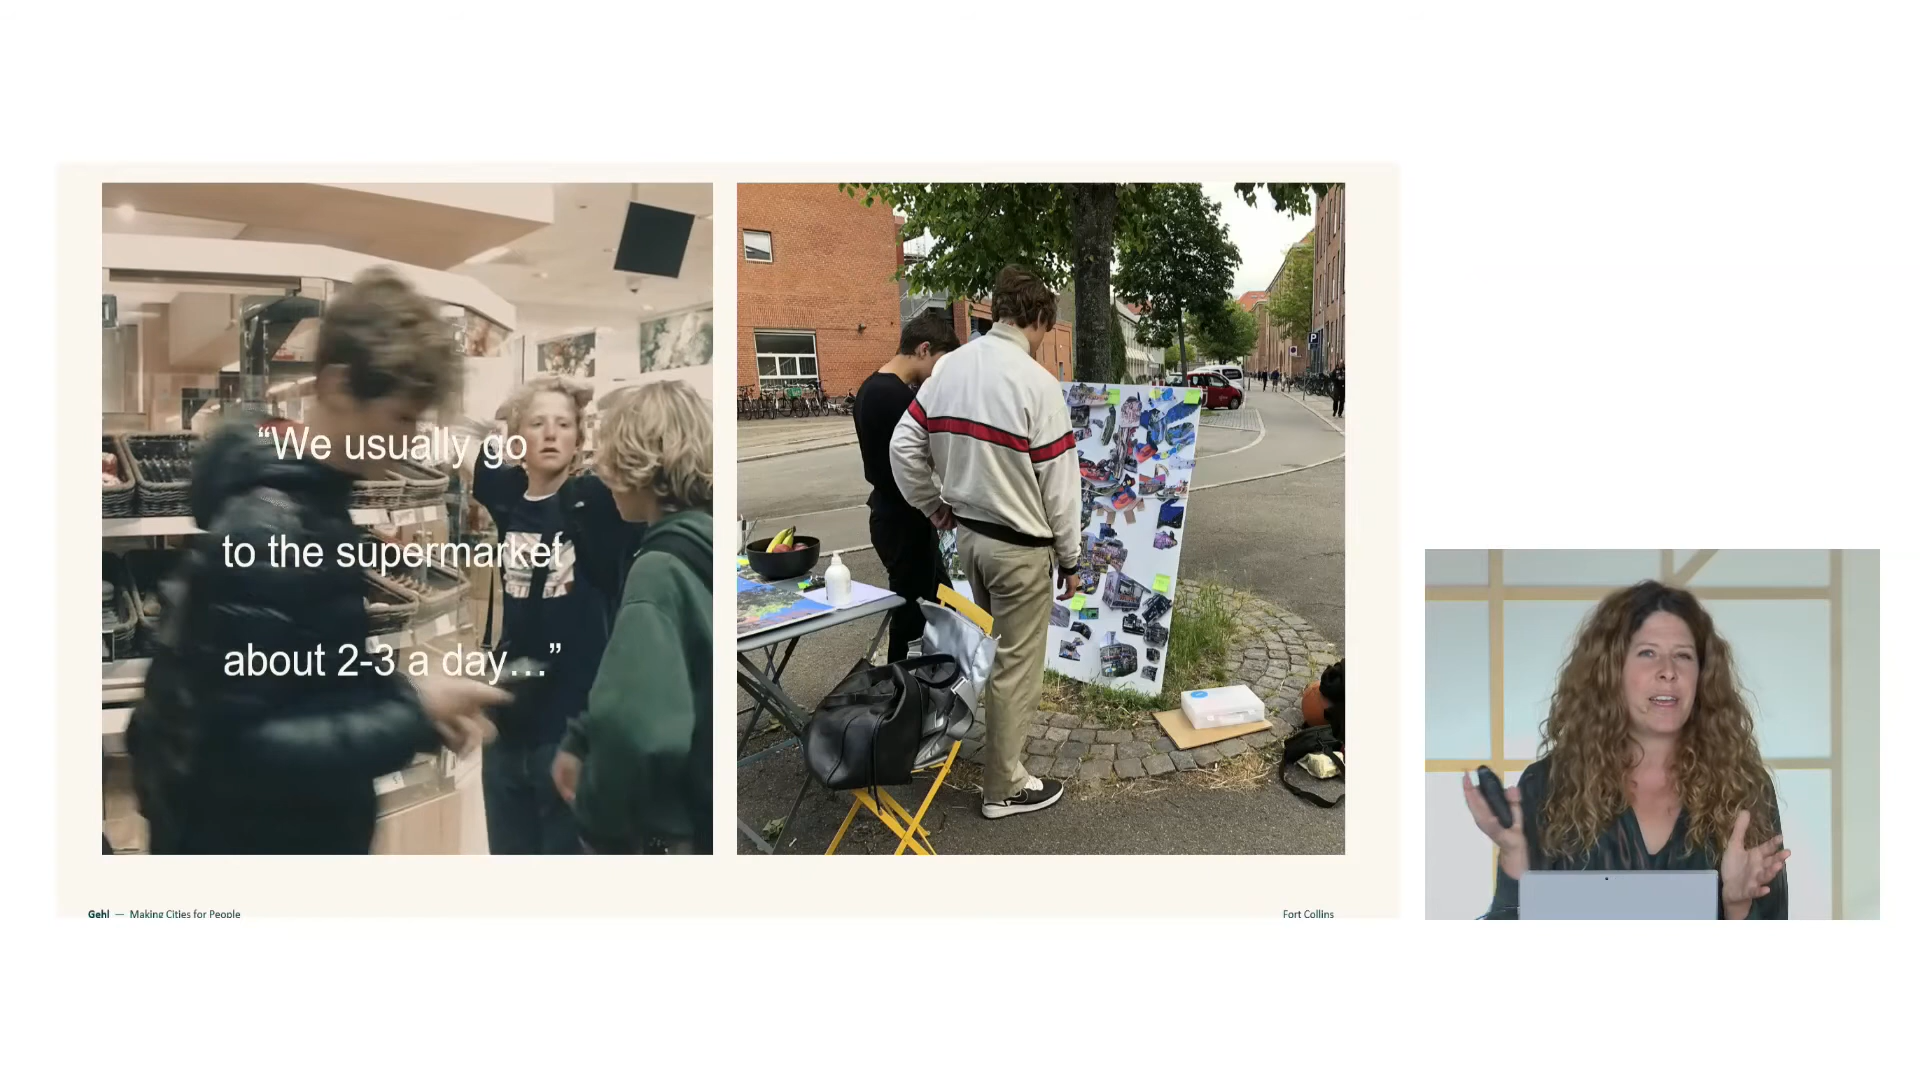 “We usually go
to the supermarket
about 2-3 a day…”
Gehl — Making Cities for People
Fort Collins